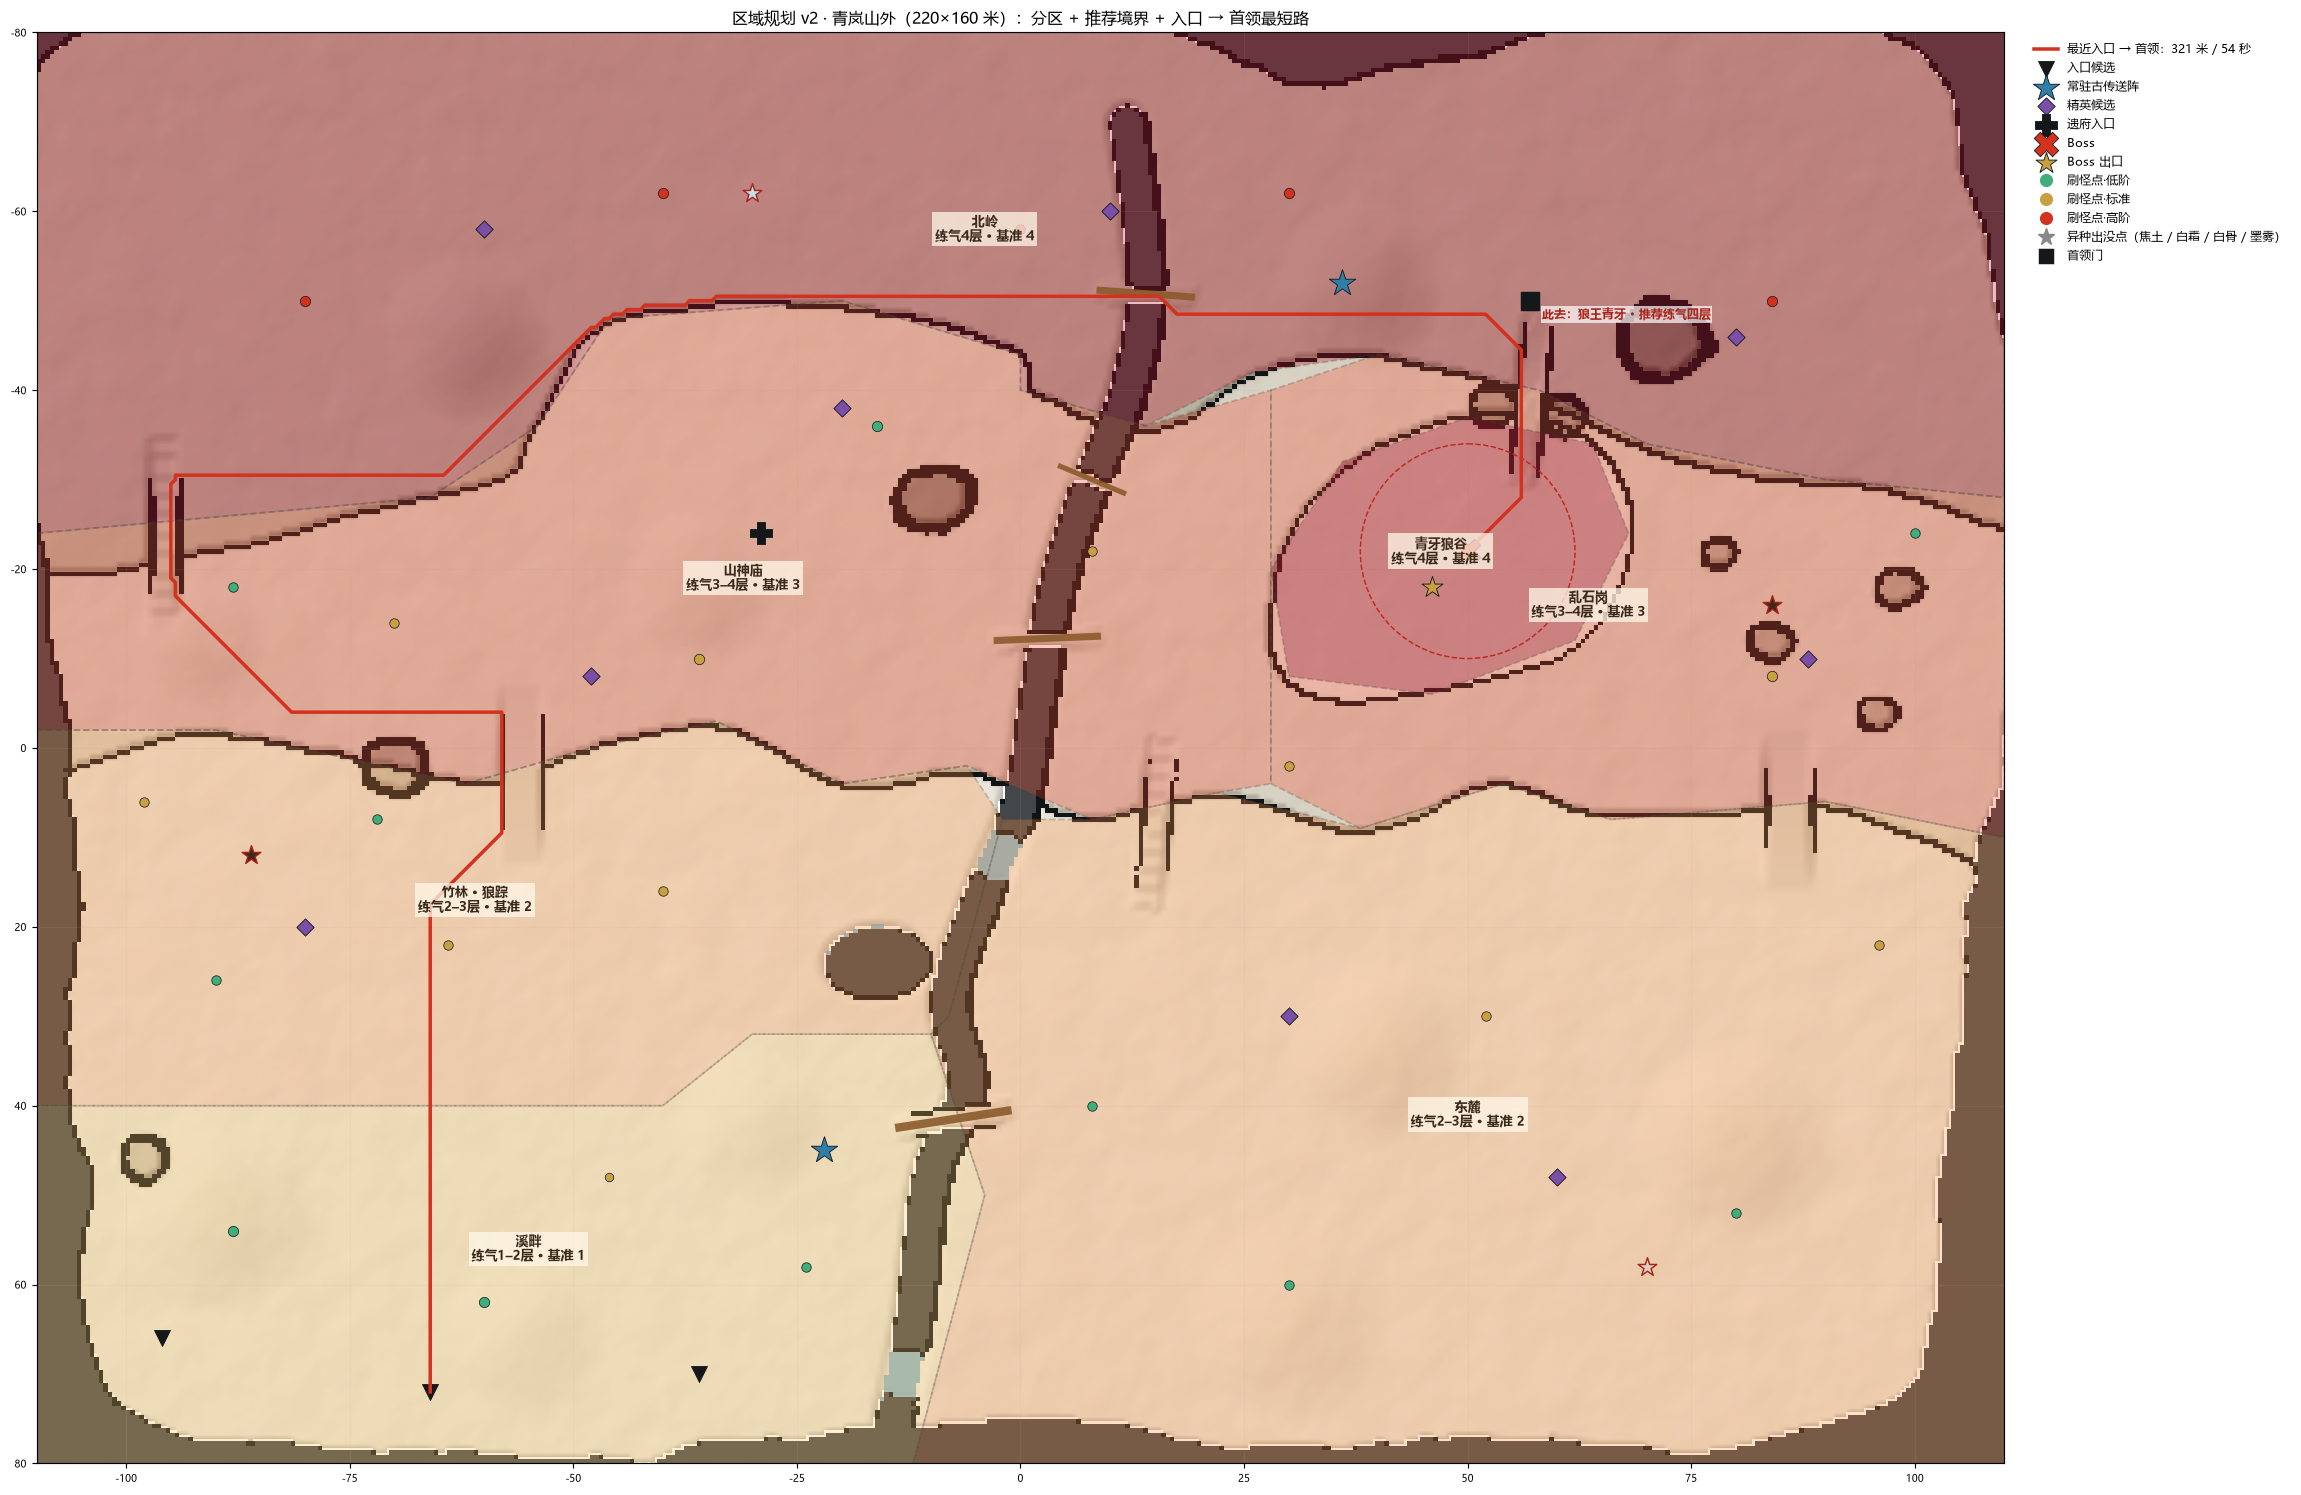 区域规划 v2 · 青岚山外（220×160 米）：分区 + 推荐境界 + 入口 → 首领最短路
最近入口 → 首领：321 米 / 54 秒
入口候选
常驻古传送阵
精英候选
遗府入口
Boss
Boss 出口
刷怪点·低阶
刷怪点·标准
刷怪点·高阶
异种出没点（焦土 / 白霜 / 白骨 / 墨雾）
首领门
北岭
练气4层 • 基准 4
此去：狼王青牙 · 推荐练气四层
青牙狼谷
练气4层 • 基准 4
山神庙
练气3–4层 • 基准 3
乱石岗
练气3–4层 • 基准 3
竹林 • 狼踪
练气2–3层 • 基准 2
东麓
练气2–3层 • 基准 2
溪畔
练气1–2层 • 基准 1
-80
-60
-40
-20
0
20
40
60
80
-100
-75
-50
-25
0
25
50
75
100